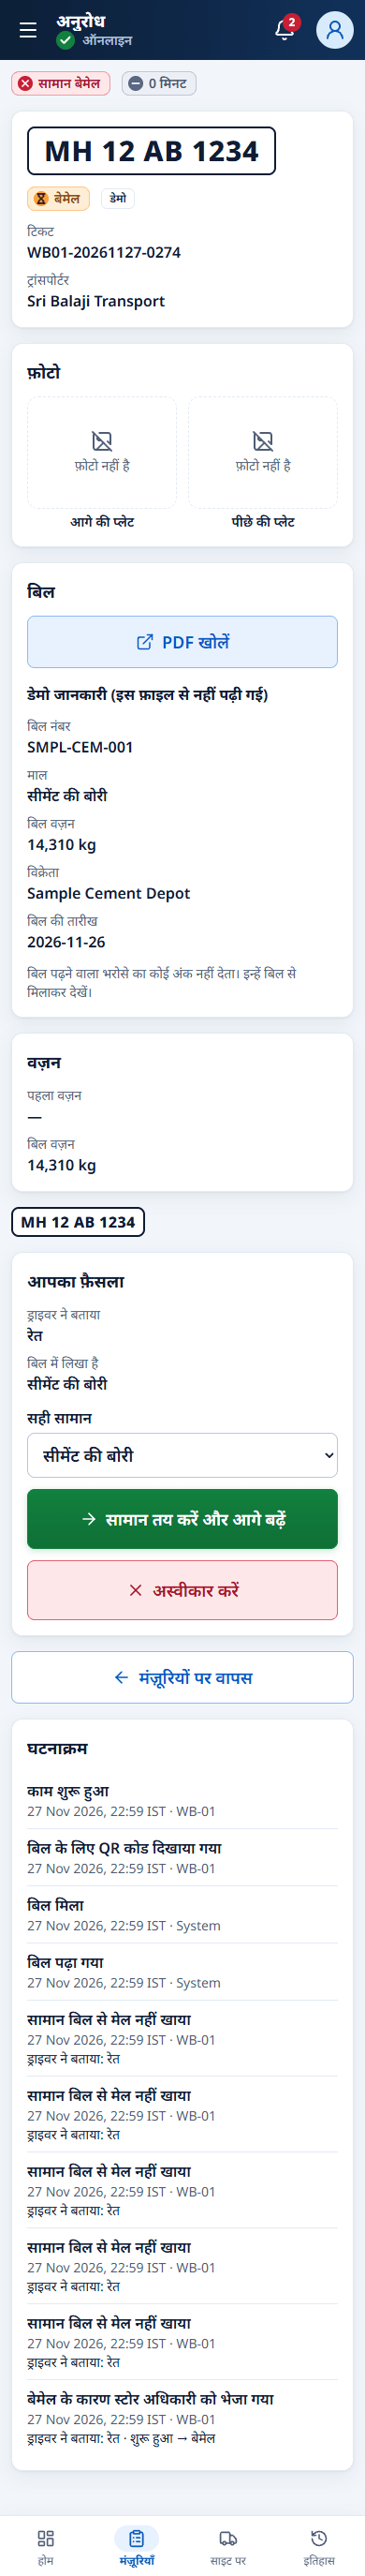 अनुरोध
ऑनलाइन
2
सामान बेमेल
0 मिनट
MH 12 AB 1234
बेमेल
डेमो
टिकट
WB01-20261127-0274
ट्रांसपोर्टर
Sri Balaji Transport
फ़ोटो
फ़ोटो नहीं है
फ़ोटो नहीं है
आगे की प्लेट
पीछे की प्लेट
बिल
PDF खोलें
डेमो जानकारी (इस फ़ाइल से नहीं पढ़ी गई)
बिल नंबर
SMPL-CEM-001
माल
सीमेंट की बोरी
बिल वज़न
14,310 kg
विक्रेता
Sample Cement Depot
बिल की तारीख
2026-11-26
बिल पढ़ने वाला भरोसे का कोई अंक नहीं देता। इन्हें बिल से
मिलाकर देखें।
वज़न
पहला वज़न
—
बिल वज़न
14,310 kg
MH 12 AB 1234
आपका फ़ैसला
ड्राइवर ने बताया
रेत
बिल में लिखा है
सीमेंट की बोरी
सही सामान
सीमेंट की बोरी
सामान तय करें और आगे बढ़ें
अस्वीकार करें
मंज़ूरियों पर वापस
घटनाक्रम
काम शुरू हुआ
27 Nov 2026, 22:59 IST · WB-01
बिल के लिए QR कोड दिखाया गया
27 Nov 2026, 22:59 IST · WB-01
बिल मिला
27 Nov 2026, 22:59 IST · System
बिल पढ़ा गया
27 Nov 2026, 22:59 IST · System
सामान बिल से मेल नहीं खाया
27 Nov 2026, 22:59 IST · WB-01
ड्राइवर ने बताया: रेत
सामान बिल से मेल नहीं खाया
27 Nov 2026, 22:59 IST · WB-01
ड्राइवर ने बताया: रेत
सामान बिल से मेल नहीं खाया
27 Nov 2026, 22:59 IST · WB-01
ड्राइवर ने बताया: रेत
सामान बिल से मेल नहीं खाया
27 Nov 2026, 22:59 IST · WB-01
ड्राइवर ने बताया: रेत
सामान बिल से मेल नहीं खाया
27 Nov 2026, 22:59 IST · WB-01
ड्राइवर ने बताया: रेत
बेमेल के कारण स्टोर अधिकारी को भेजा गया
27 Nov 2026, 22:59 IST · WB-01
ड्राइवर ने बताया: रेत · शुरू हुआ → बेमेल
होम
मंज़ूरियाँ
साइट पर
इतिहास